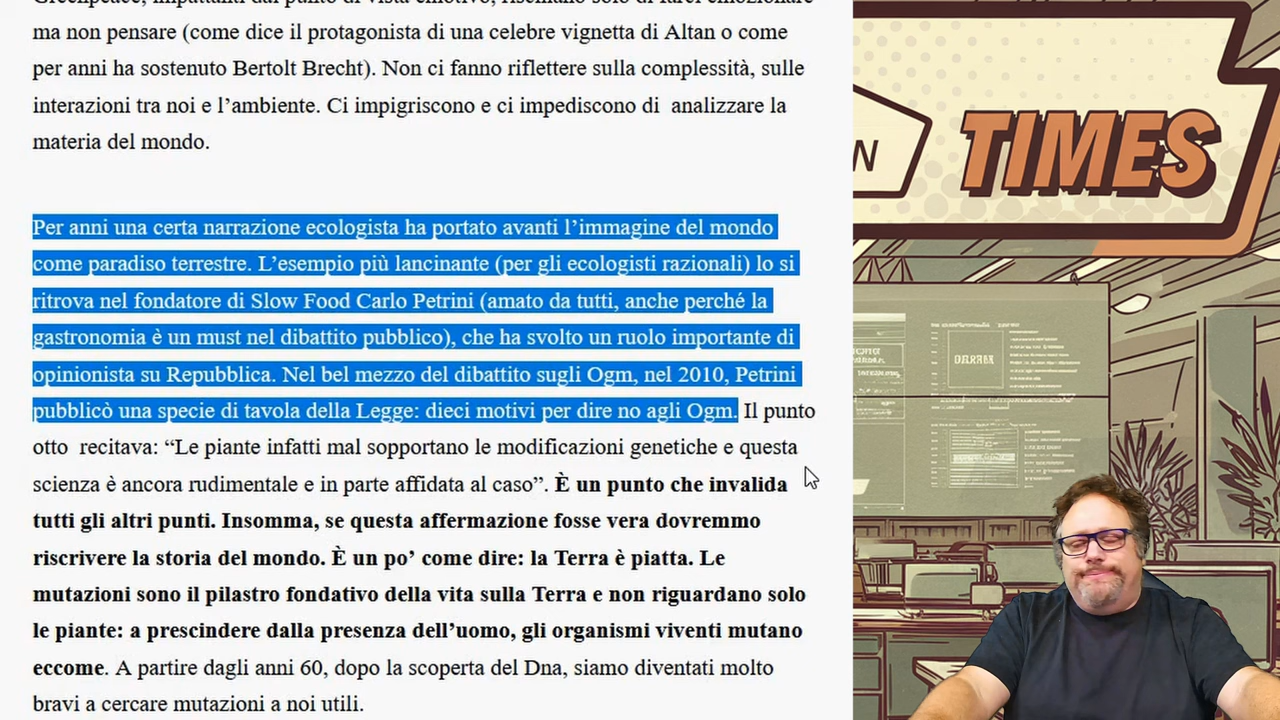 Greenpeace, impattanti dal punto di vista emotivo, rischiano solo di farci emozionare
ma non pensare (come dice il protagonista di una celebre vignetta di Altan o come
per anni ha sostenuto Bertolt Brecht). Non ci fanno riflettere sulla complessità, sulle
interazioni tra noi e l’ambiente. Ci impigriscono e ci impediscono di  analizzare la
materia del mondo.
Per anni una certa narrazione ecologista ha portato avanti l’immagine del mondo
come paradiso terrestre. L’esempio più lancinante (per gli ecologisti razionali) lo si
ritrova nel fondatore di Slow Food Carlo Petrini (amato da tutti, anche perché la
gastronomia è un must nel dibattito pubblico), che ha svolto un ruolo importante di
opinionista su Repubblica. Nel bel mezzo del dibattito sugli Ogm, nel 2010, Petrini
pubblicò una specie di tavola della Legge: dieci motivi per dire no agli Ogm. Il punto
otto  recitava: “Le piante infatti mal sopportano le modificazioni genetiche e questa
scienza è ancora rudimentale e in parte affidata al caso”. È un punto che invalida
tutti gli altri punti. Insomma, se questa affermazione fosse vera dovremmo
riscrivere la storia del mondo. È un po’ come dire: la Terra è piatta. Le
mutazioni sono il pilastro fondativo della vita sulla Terra e non riguardano solo
le piante: a prescindere dalla presenza dell’uomo, gli organismi viventi mutano
eccome. A partire dagli anni 60, dopo la scoperta del Dna, siamo diventati molto
bravi a cercare mutazioni a noi utili.
N
TIMES